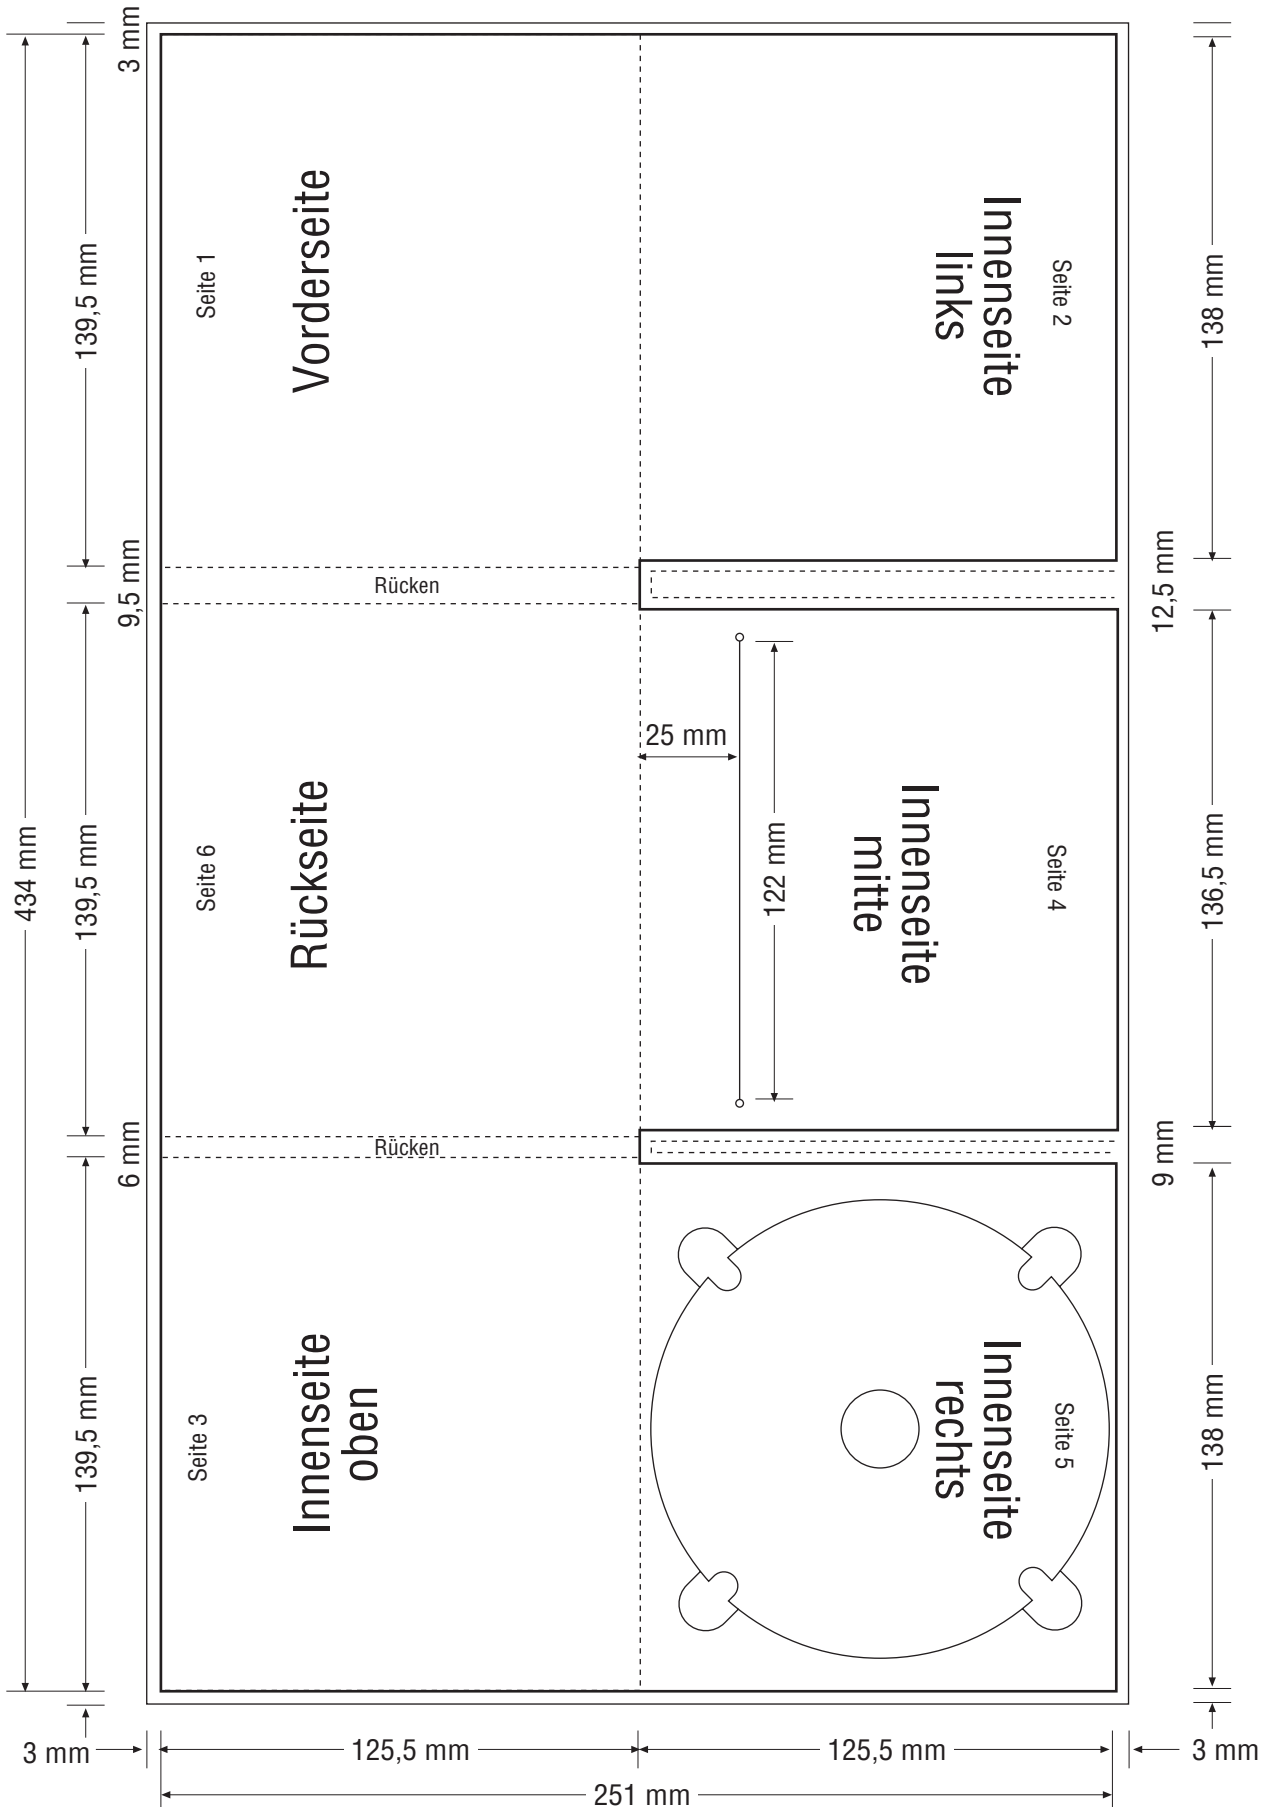 3 mm
434 mm
139,5 mm
Seite 1
Vorderseite
Innenseite
links
Seite 2
138 mm
9,5 mm
Rücken
12,5 mm
139,5 mm
Seite 6
Rückseite
25 mm
122 mm
Innenseite
mitte
Seite 4
136,5 mm
6 mm
Rücken
9 mm
139,5 mm
Seite 3
Innenseite
oben
Innenseite
rechts
Seite 5
138 mm
3 mm
125,5 mm
125,5 mm
3 mm
251 mm